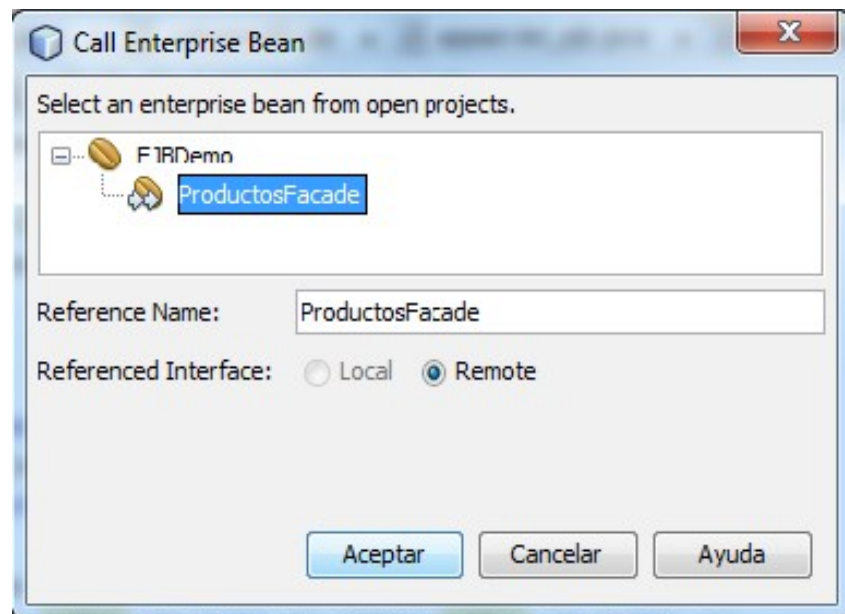 Call Enterprise Bean
Select an enterprise bean from open projects.
EJBDemo
ProductosFacade
Reference Name: ProductosFacade
Referenced Interface: Local Remote
Aceptar Cancelar Ayuda